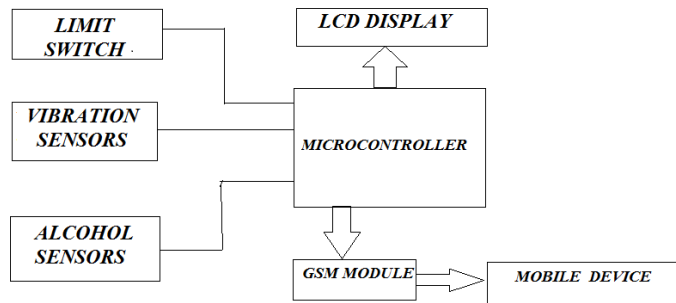 LIMIT
SWITCH
LCD DISPLAY
VIBRATION
SENSORS
MICROCONTROLLER
ALCOHOL
SENSORS
GSM MODULE
MOBILE DEVICE